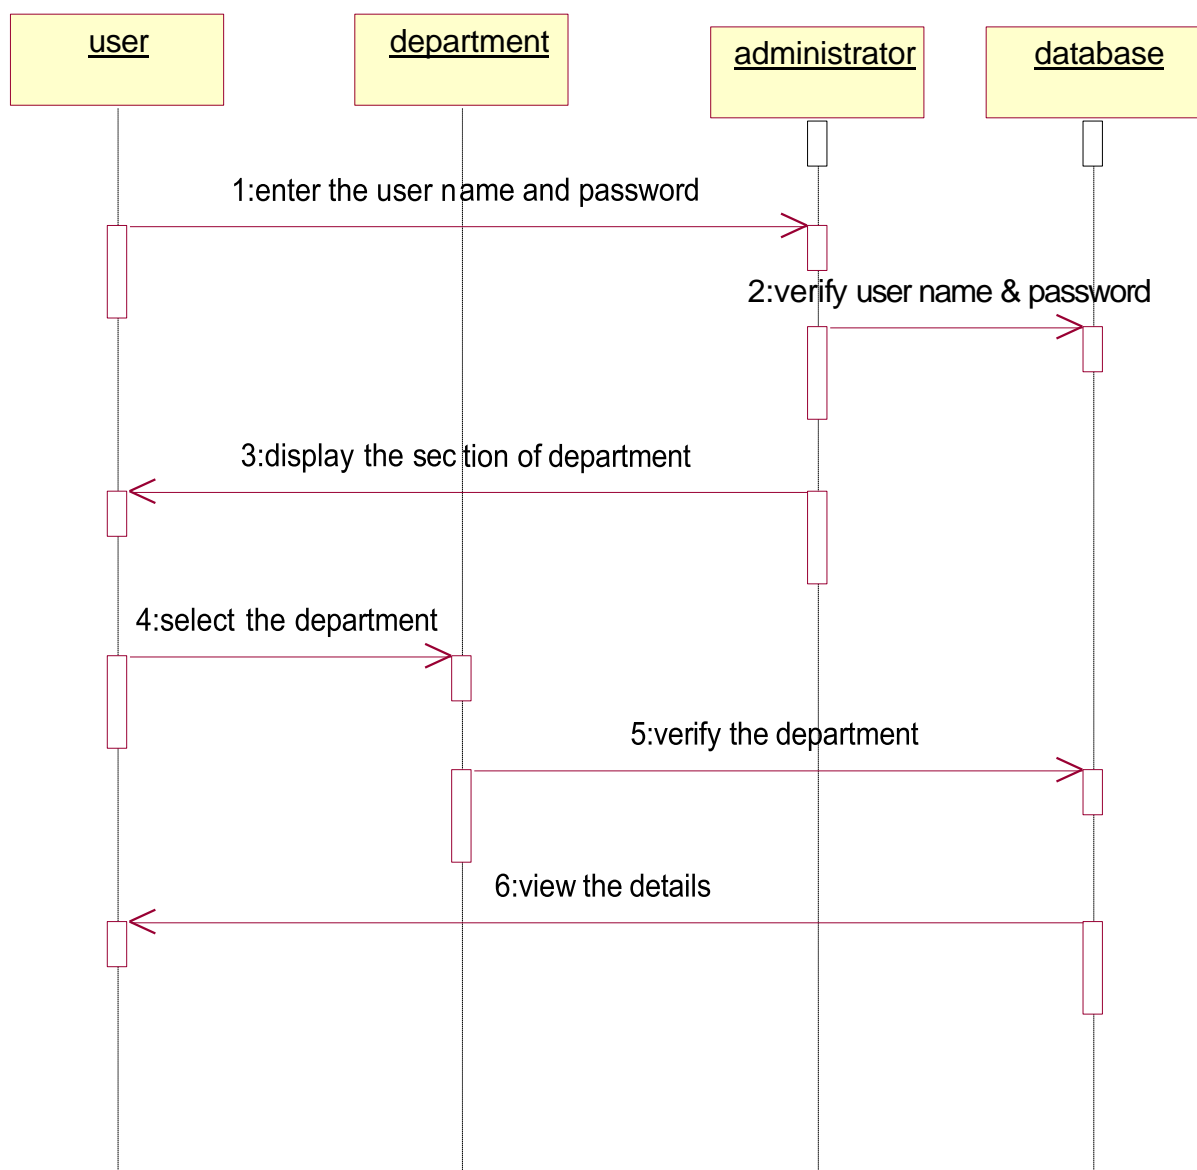 user
department
administrator
database
1:enter the user name and password
2:verify user name & password
3:display the section of department
4:select the department
5:verify the department
6:view the details